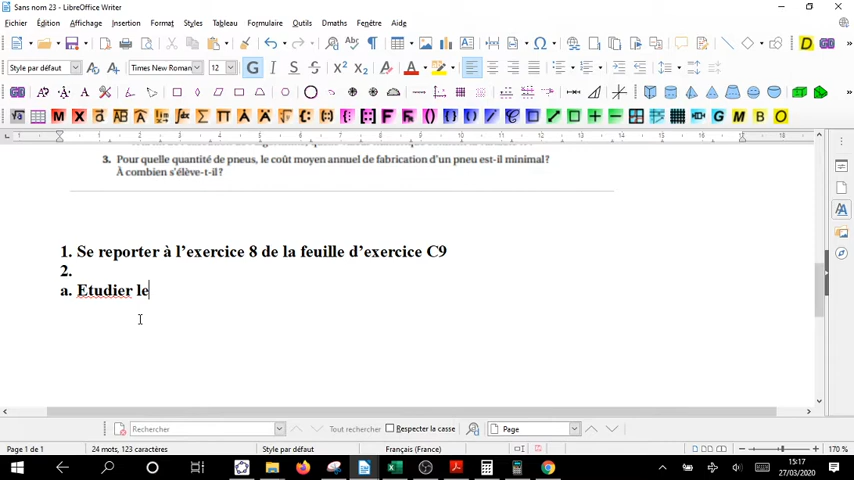 Sans nom 23 - LibreOffice Writer
Fichier Édition Affichage Insertion Format Styles Tableau Formulaire Outils Dmaths Fenêtre Aide
Style par défaut Times New Roman 12
3. Pour quelle quantité de pneus, le coût moyen annuel de fabrication d'un pneu est-il minimal?
À combien s'élève-t-il?
1. Se reporter à l'exercice 8 de la feuille d'exercice C9
2.
a. Etudier le
Rechercher Tout rechercher Respecter la casse Page
Page 1 de 1 24 mots, 123 caractères Style par défaut Français (France) 170 %
15:17
27/03/2020